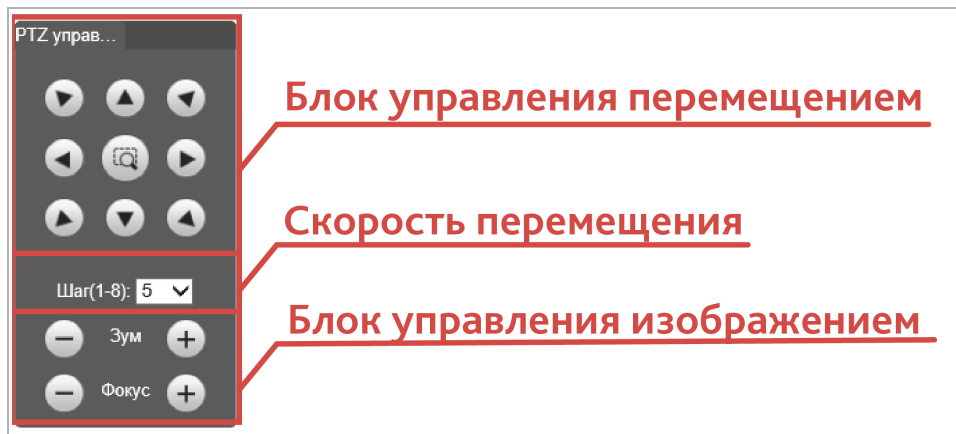 PTZ управ...
Блок управления перемещением
Скорость перемещения
Шаг(1-8): 5
Блок управления изображением
Зум
Фокус